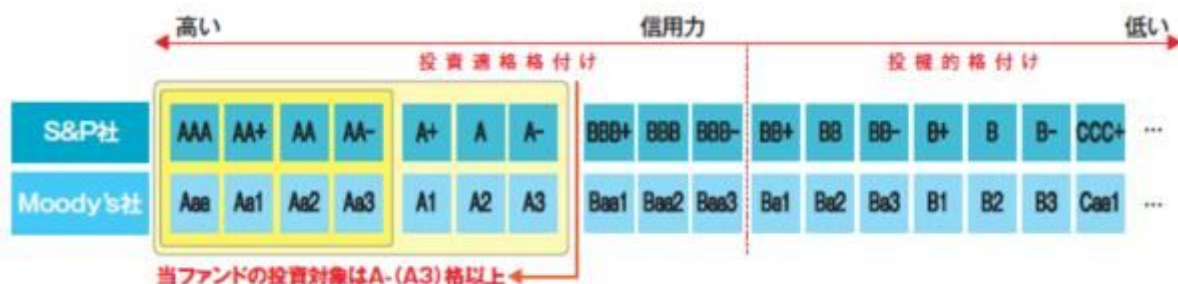 高い 信用力 低い
投資適格格付け 投機的格付け
S&P社 AAA AA+ AA AA- A+ A A- BBB+ BBB BBB- BB+ BB BB- B+ B B- CCC+ …
Moody's社 Aaa Aa1 Aa2 Aa3 A1 A2 A3 Baa1 Baa2 Baa3 Ba1 Ba2 Ba3 B1 B2 B3 Caa1 …
当ファンドの投資対象はA-(A3)格以上